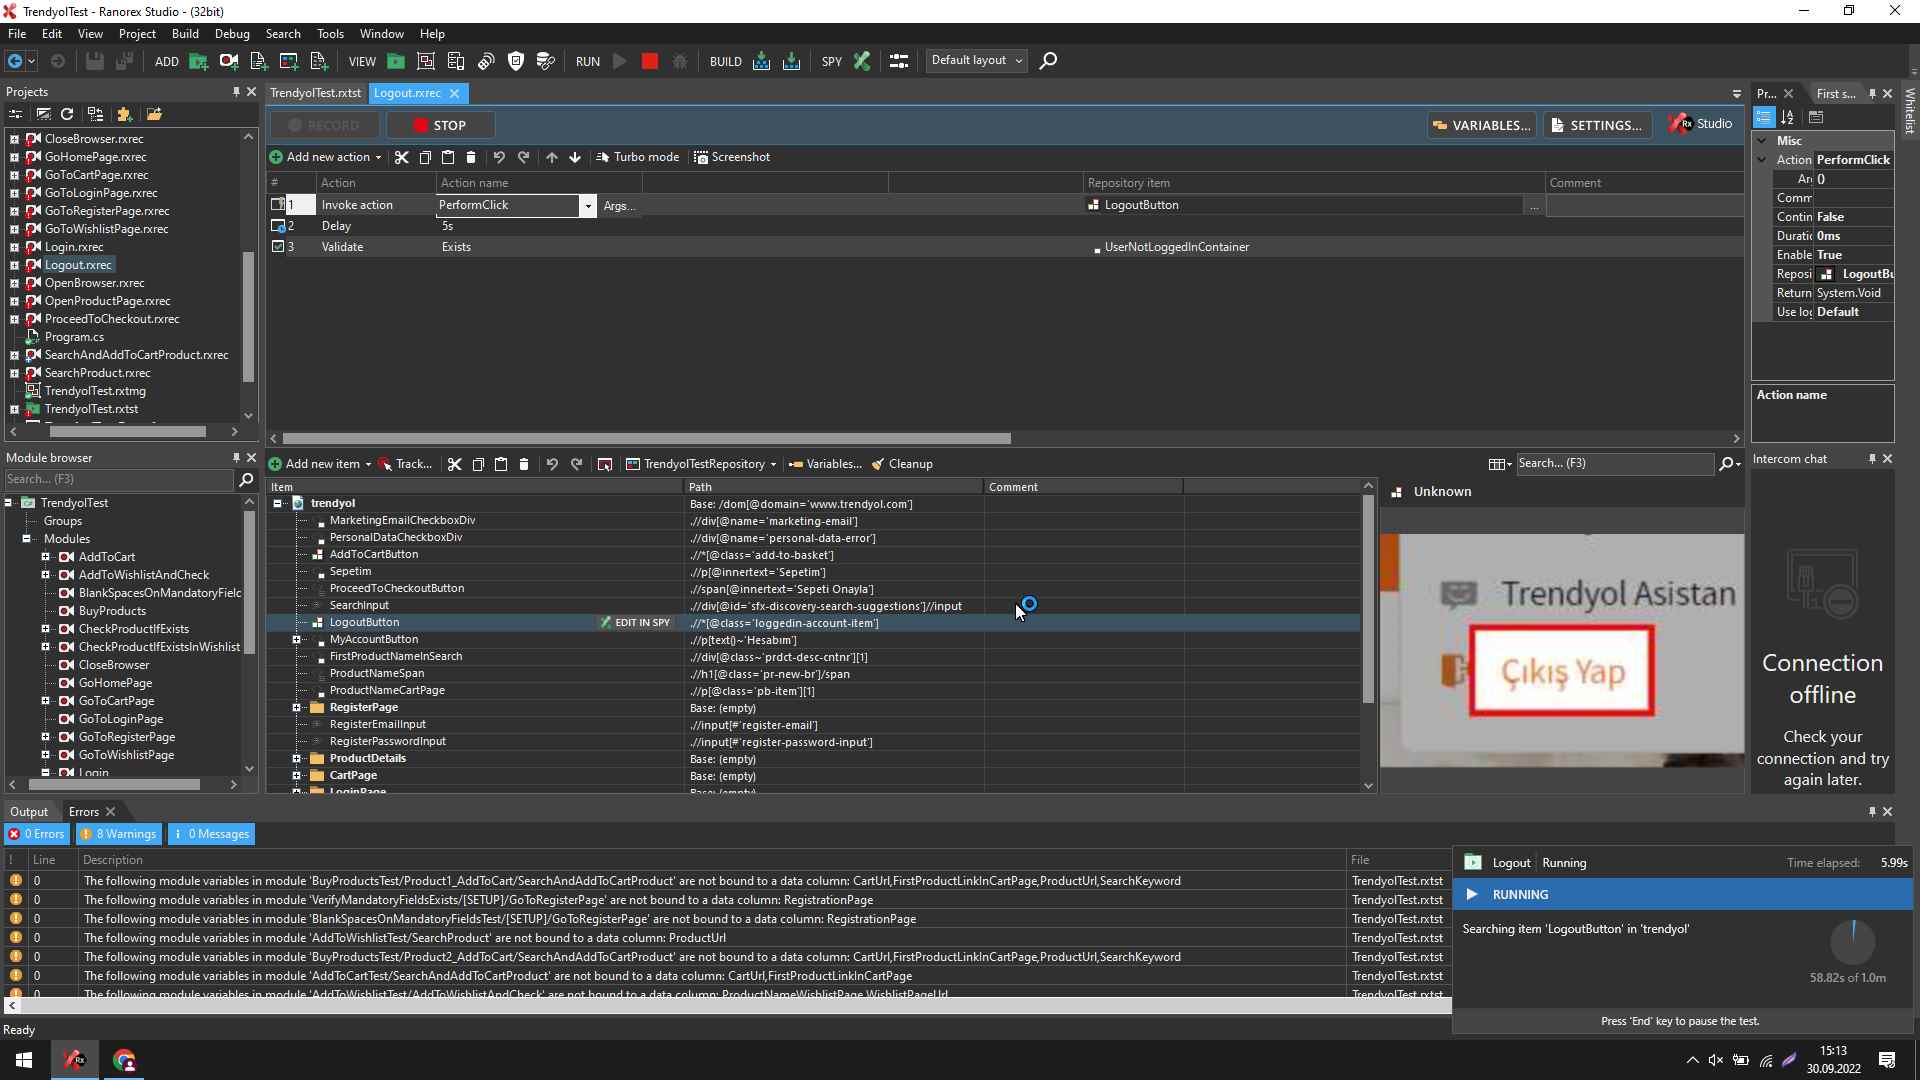 TrendyolTest - Ranorex Studio - (32bit)
File Edit View Project Build Debug Search Tools Window Help
ADD VIEW RUN BUILD SPY Default layout
Projects
CloseBrowser.rxrec
GoHomePage.rxrec
GoToCartPage.rxrec
GoToLoginPage.rxrec
GoToRegisterPage.rxrec
GoToWishlistPage.rxrec
Login.rxrec
Logout.rxrec
OpenBrowser.rxrec
OpenProductPage.rxrec
ProceedToCheckout.rxrec
Program.cs
SearchAndAddToCartProduct.rxrec
SearchProduct.rxrec
TrendyolTest.rxtmg
TrendyolTest.rxtst
TrendyolTest.rxtst Logout.rxrec
RECORD STOP VARIABLES... SETTINGS... Rx Studio
Add new action Turbo mode Screenshot
# Action Action name Repository item Comment
1 Invoke action PerformClick Args... LogoutButton ...
2 Delay 5s
3 Validate Exists UserNotLoggedInContainer
Pr... First s...
Whitelist
Misc
Action PerformClick
Ar ()
Comm
Contin False
Duratic 0ms
Enable True
Reposi LogoutBu
Return System.Void
Use log Default
Action name
Module browser
Search... (F3)
TrendyolTest
Groups
Modules
AddToCart
AddToWishlistAndCheck
BlankSpacesOnMandatoryFielc
BuyProducts
CheckProductIfExists
CheckProductIfExistsInWishlist
CloseBrowser
GoHomePage
GoToCartPage
GoToLoginPage
GoToRegisterPage
GoToWishlistPage
Login
Add new item Track... TrendyolTestRepository Variables... Cleanup Search... (F3)
Item Path Comment
trendyol Base: /dom[@domain='www.trendyol.com']
MarketingEmailCheckboxDiv .//div[@name='marketing-email']
PersonalDataCheckboxDiv .//div[@name='personal-data-error']
AddToCartButton .//*[@class='add-to-basket']
Sepetim .//p[@innertext='Sepetim']
ProceedToCheckoutButton .//span[@innertext='Sepeti Onayla']
SearchInput .//div[@id='sfx-discovery-search-suggestions']//input
LogoutButton EDIT IN SPY .//*[@class='loggedin-account-item']
MyAccountButton .//p[text()~'Hesabım']
FirstProductNameInSearch .//div[@class~'prdct-desc-cntnr'][1]
ProductNameSpan .//h1[@class='pr-new-br']/span
ProductNameCartPage .//p[@class='pb-item'][1]
RegisterPage Base: (empty)
RegisterEmailInput .//input[#'register-email']
RegisterPasswordInput .//input[#'register-password-input']
ProductDetails Base: (empty)
CartPage Base: (empty)
LoginPage Base: (empty)
Unknown
Trendyol Asistan
Çıkış Yap
Intercom chat
Connection
offline
Check your
connection and try
again later.
Output Errors
0 Errors 8 Warnings 0 Messages
! Line Description File
0 The following module variables in module 'BuyProductsTest/Product1_AddToCart/SearchAndAddToCartProduct' are not bound to a data column: CartUrl,FirstProductLinkInCartPage,ProductUrl,SearchKeyword TrendyolTest.rxtst
0 The following module variables in module 'VerifyMandatoryFieldsExists/[SETUP]/GoToRegisterPage' are not bound to a data column: RegistrationPage TrendyolTest.rxtst
0 The following module variables in module 'BlankSpacesOnMandatoryFieldsTest/[SETUP]/GoToRegisterPage' are not bound to a data column: RegistrationPage TrendyolTest.rxtst
0 The following module variables in module 'AddToWishlistTest/SearchProduct' are not bound to a data column: ProductUrl TrendyolTest.rxtst
0 The following module variables in module 'BuyProductsTest/Product2_AddToCart/SearchAndAddToCartProduct' are not bound to a data column: CartUrl,FirstProductLinkInCartPage,ProductUrl,SearchKeyword TrendyolTest.rxtst
0 The following module variables in module 'AddToCartTest/SearchAndAddToCartProduct' are not bound to a data column: CartUrl,FirstProductLinkInCartPage TrendyolTest.rxtst
0 The following module variables in module 'AddToWishlistTest/AddToWishlistAndCheck' are not bound to a data column: ProductNameWishlistPage,WishlistPageUrl TrendyolTest.rxtst
Logout Running Time elapsed: 5.99s
RUNNING
Searching item 'LogoutButton' in 'trendyol'
58.82s of 1.0m
Press 'End' key to pause the test.
Ready
Rx
15:13
30.09.2022